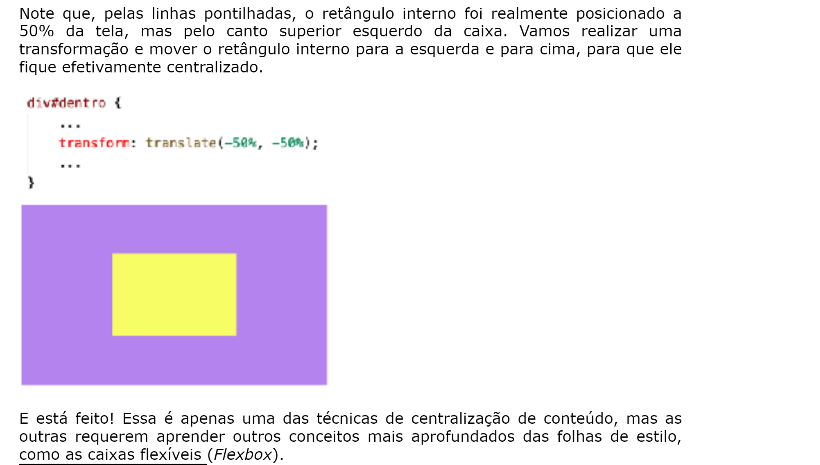 Note que, pelas linhas pontilhadas, o retângulo interno foi realmente posicionado a
50% da tela, mas pelo canto superior esquerdo da caixa. Vamos realizar uma
transformação e mover o retângulo interno para a esquerda e para cima, para que ele
fique efetivamente centralizado.
div#dentro {
...
transform: translate(-50%, -50%);
...
}
E está feito! Essa é apenas uma das técnicas de centralização de conteúdo, mas as
outras requerem aprender outros conceitos mais aprofundados das folhas de estilo,
como as caixas flexíveis (Flexbox).